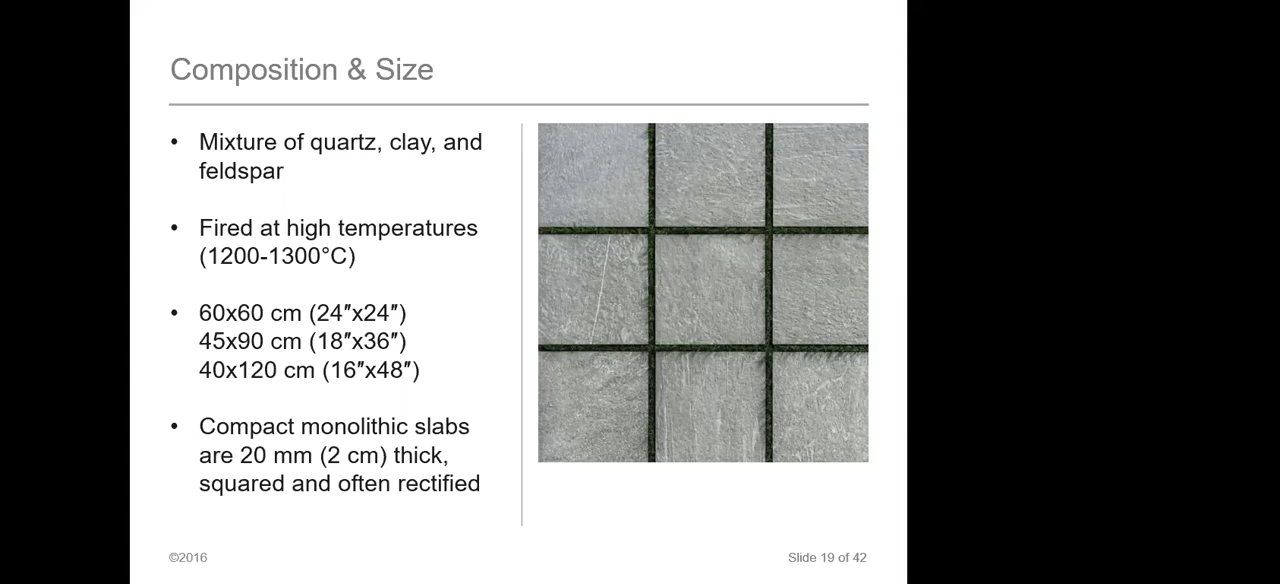 Composition & Size
• Mixture of quartz, clay, and
feldspar
• Fired at high temperatures
(1200-1300°C)
• 60x60 cm (24″x24″)
45x90 cm (18″x36″)
40x120 cm (16″x48″)
• Compact monolithic slabs
are 20 mm (2 cm) thick,
squared and often rectified
©2016
Slide 19 of 42